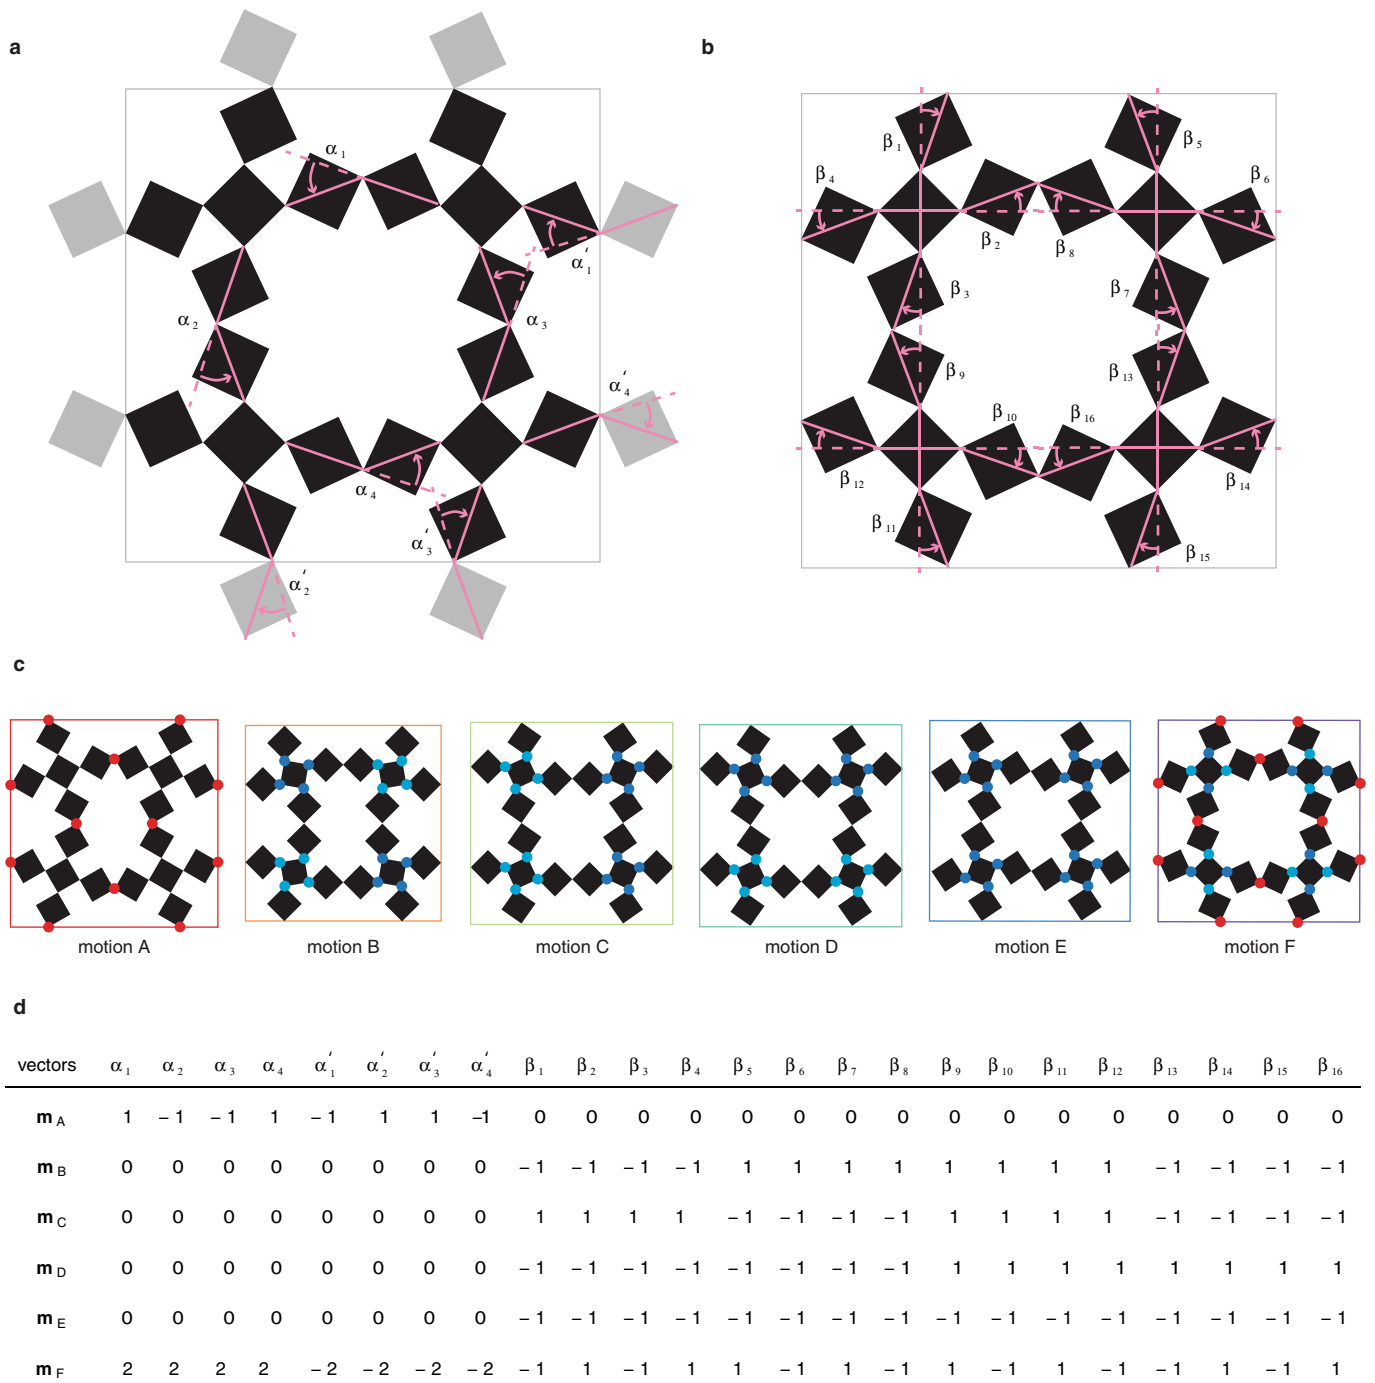 a
b
α1
α2
α3
α4
α′1
α′2
α′3
α′4
β1
β2
β3
β4
β5
β6
β7
β8
β9
β10
β11
β12
β13
β14
β15
β16
c
motion A motion B motion C motion D motion E motion F
d
vectors α1 α2 α3 α4 α′1 α′2 α′3 α′4 β1 β2 β3 β4 β5 β6 β7 β8 β9 β10 β11 β12 β13 β14 β15 β16
mA 1 −1 −1 1 −1 1 1 −1 0 0 0 0 0 0 0 0 0 0 0 0 0 0 0 0
mB 0 0 0 0 0 0 0 0 −1 −1 −1 −1 1 1 1 1 1 1 1 1 −1 −1 −1 −1
mC 0 0 0 0 0 0 0 0 1 1 1 1 −1 −1 −1 −1 1 1 1 1 −1 −1 −1 −1
mD 0 0 0 0 0 0 0 0 −1 −1 −1 −1 −1 −1 −1 −1 1 1 1 1 1 1 1 1
mE 0 0 0 0 0 0 0 0 −1 −1 −1 −1 −1 −1 −1 −1 −1 −1 −1 −1 −1 −1 −1 −1
mF 2 2 2 2 −2 −2 −2 −2 −1 1 −1 1 1 −1 1 −1 1 −1 1 −1 −1 1 −1 1